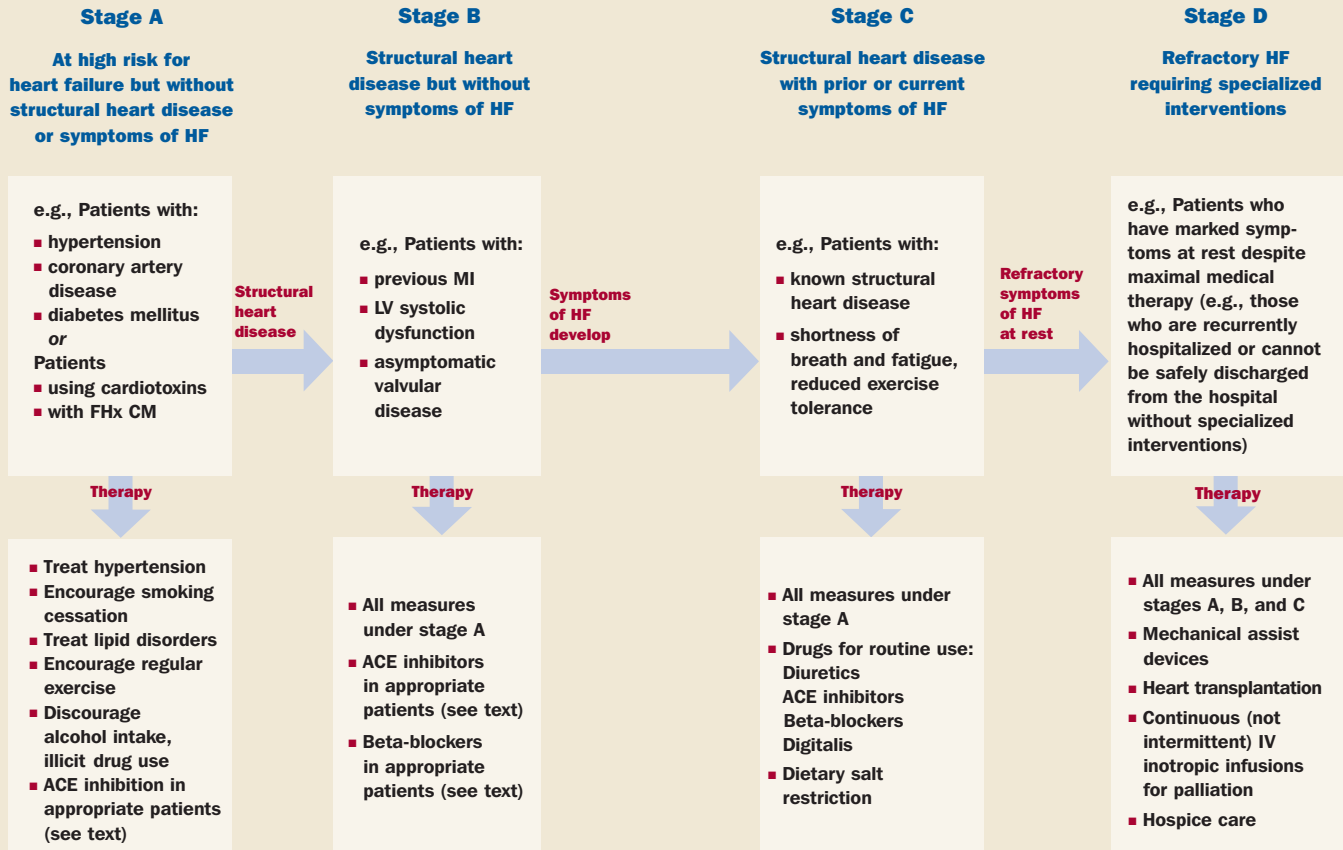 Stage A
At high risk for
heart failure but without
structural heart disease
or symptoms of HF
Stage B
Structural heart
disease but without
symptoms of HF
Stage C
Structural heart disease
with prior or current
symptoms of HF
Stage D
Refractory HF
requiring specialized
interventions
e.g., Patients with:
■ hypertension
■ coronary artery
disease
■ diabetes mellitus
or
Patients
■ using cardiotoxins
■ with FHx CM
Structural
heart
disease
e.g., Patients with:
■ previous MI
■ LV systolic
dysfunction
■ asymptomatic
valvular
disease
Symptoms
of HF
develop
e.g., Patients with:
■ known structural
heart disease
■ shortness of
breath and fatigue,
reduced exercise
tolerance
Refractory
symptoms
of HF
at rest
e.g., Patients who
have marked symp-
toms at rest despite
maximal medical
therapy (e.g., those
who are recurrently
hospitalized or cannot
be safely discharged
from the hospital
without specialized
interventions)
Therapy
Therapy
Therapy
Therapy
■ Treat hypertension
■ Encourage smoking
cessation
■ Treat lipid disorders
■ Encourage regular
exercise
■ Discourage
alcohol intake,
illicit drug use
■ ACE inhibition in
appropriate patients
(see text)
■ All measures
under stage A
■ ACE inhibitors
in appropriate
patients (see text)
■ Beta-blockers
in appropriate
patients (see text)
■ All measures under
stage A
■ Drugs for routine use:
Diuretics
ACE inhibitors
Beta-blockers
Digitalis
■ Dietary salt
restriction
■ All measures under
stages A, B, and C
■ Mechanical assist
devices
■ Heart transplantation
■ Continuous (not
intermittent) IV
inotropic infusions
for palliation
■ Hospice care